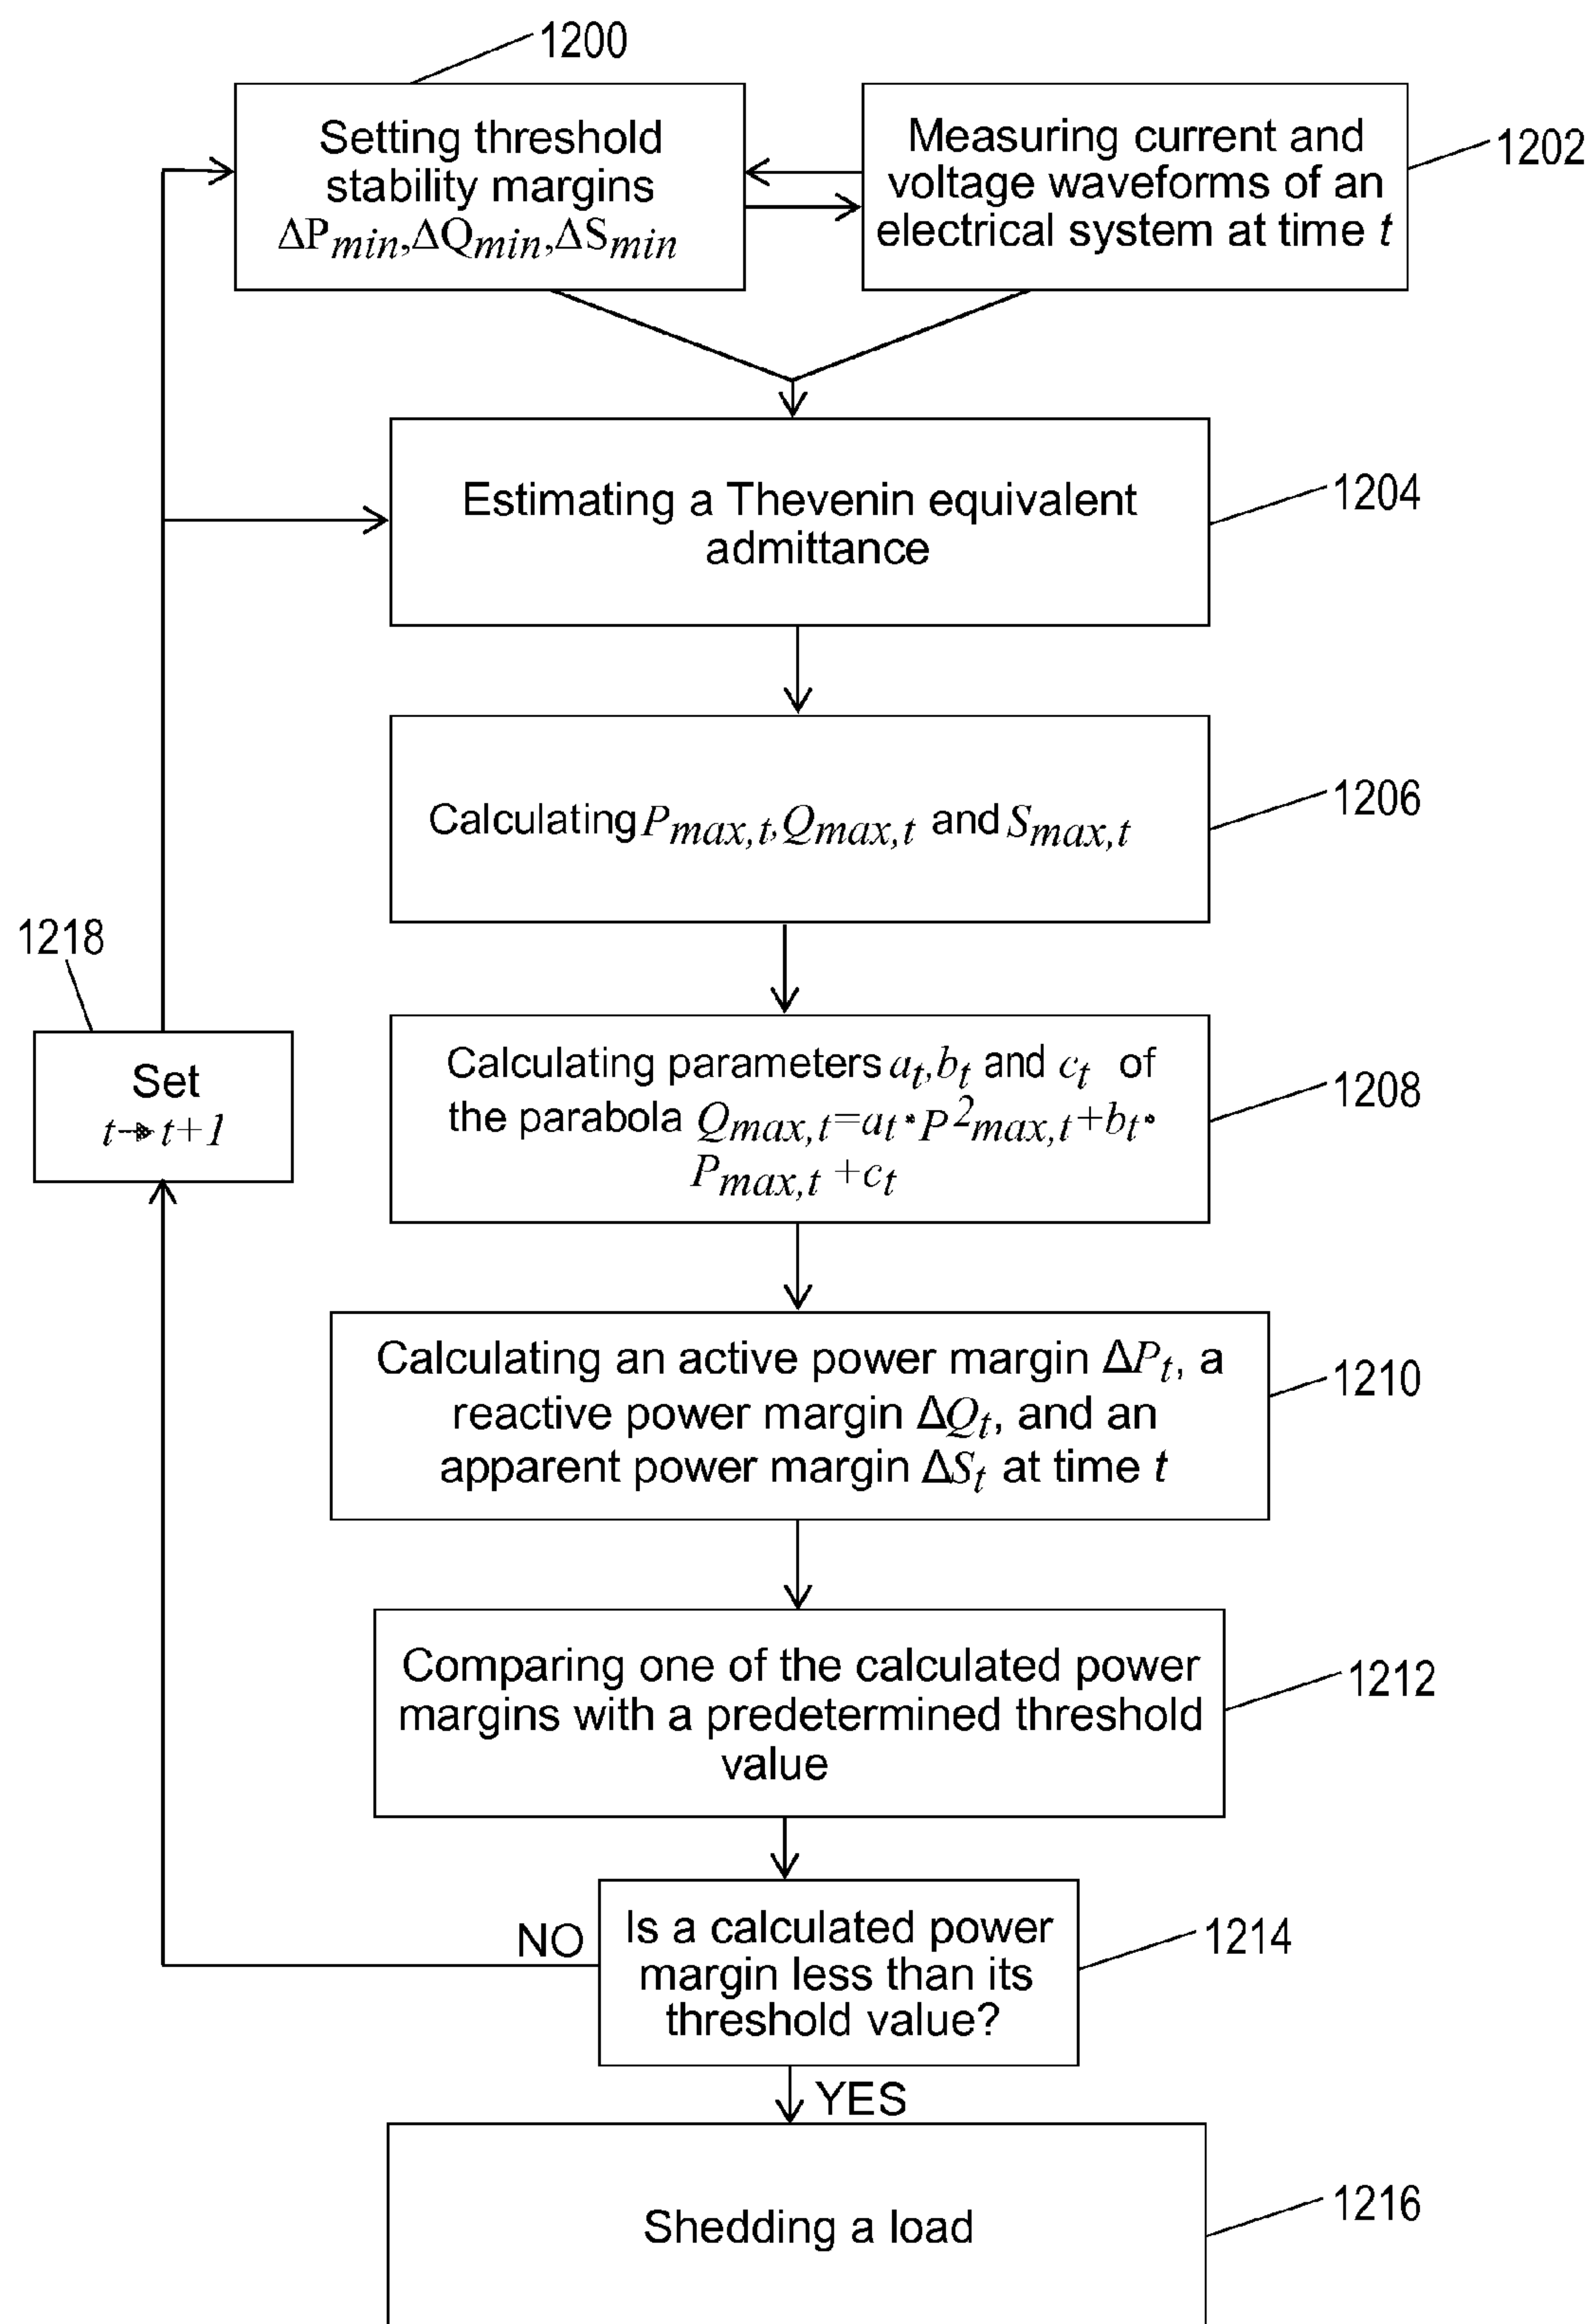 1200
Setting threshold
stability margins
ΔPmin,ΔQmin,ΔSmin
Measuring current and
voltage waveforms of an
electrical system at time t
1202
Estimating a Thevenin equivalent
admittance
1204
Calculating Pmax,t,Qmax,t and Smax,t
1206
1218
Set
t→t+1
Calculating parameters at,bt and ct of
the parabola Qmax,t=at•P²max,t+bt•
Pmax,t+ct
1208
Calculating an active power margin ΔPt, a
reactive power margin ΔQt, and an
apparent power margin ΔSt at time t
1210
Comparing one of the calculated power
margins with a predetermined threshold
value
1212
NO
Is a calculated power
margin less than its
threshold value?
1214
YES
Shedding a load
1216